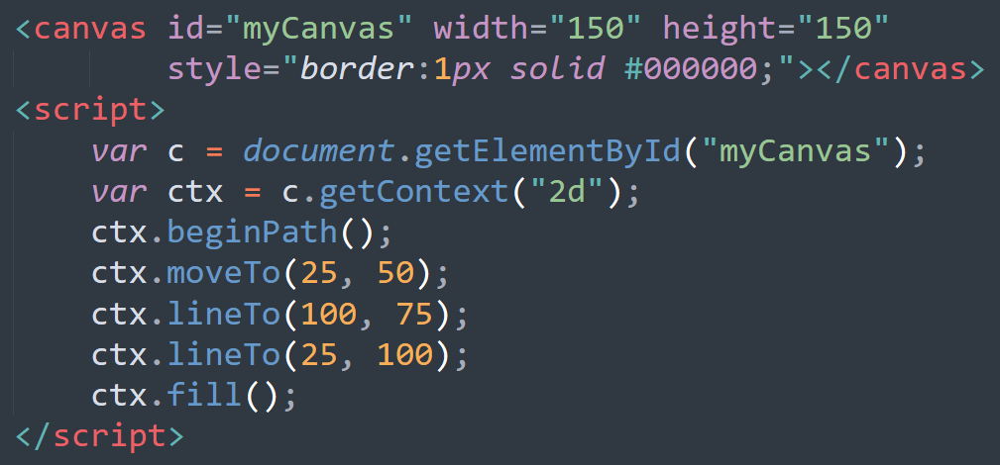 <canvas id="myCanvas" width="150" height="150"
        style="border:1px solid #000000;"></canvas>
<script>
    var c = document.getElementById("myCanvas");
    var ctx = c.getContext("2d");
    ctx.beginPath();
    ctx.moveTo(25, 50);
    ctx.lineTo(100, 75);
    ctx.lineTo(25, 100);
    ctx.fill();
</script>